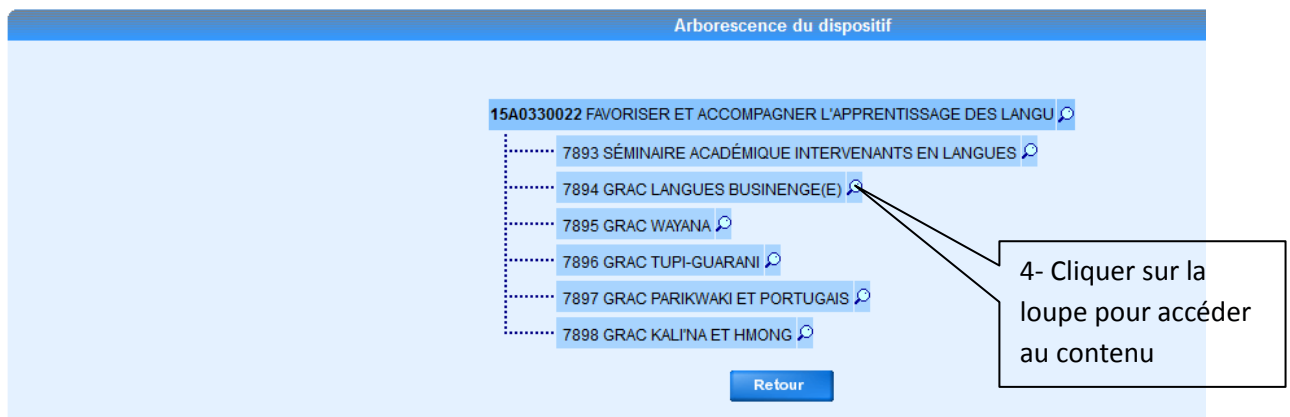 Arborescence du dispositif
15A0330022 FAVORISER ET ACCOMPAGNER L'APPRENTISSAGE DES LANGU
7893 SÉMINAIRE ACADÉMIQUE INTERVENANTS EN LANGUES
7894 GRAC LANGUES BUSINENGE(E)
7895 GRAC WAYANA
7896 GRAC TUPI-GUARANI
7897 GRAC PARIKWAKI ET PORTUGAIS
7898 GRAC KALI'NA ET HMONG
4- Cliquer sur la
loupe pour accéder
au contenu
Retour